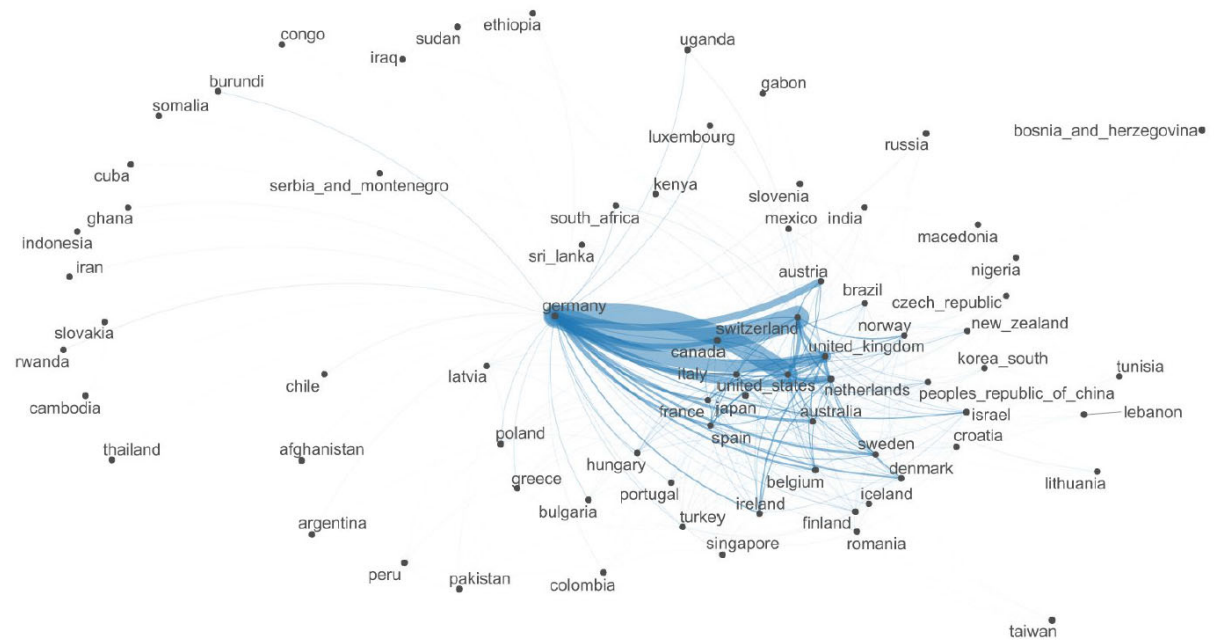 ethiopia
congo
sudan
uganda
iraq
burundi
gabon
somalia
luxembourg
bosnia_and_herzegovina
russia
cuba
serbia_and_montenegro
kenya
slovenia
ghana
south_africa
mexico
india
indonesia
macedonia
sri_lanka
iran
nigeria
austria
brazil
czech_republic
germany
slovakia
switzerland
norway
new_zealand
united_kingdom
canada
rwanda
korea_south
tunisia
latvia
italy
chile
united_states
netherlands
peoples_republic_of_china
cambodia
france
japan
australia
israel
lebanon
poland
spain
croatia
thailand
afghanistan
sweden
hungary
denmark
greece
belgium
lithuania
portugal
iceland
bulgaria
ireland
turkey
finland
argentina
singapore
romania
peru
pakistan
colombia
taiwan